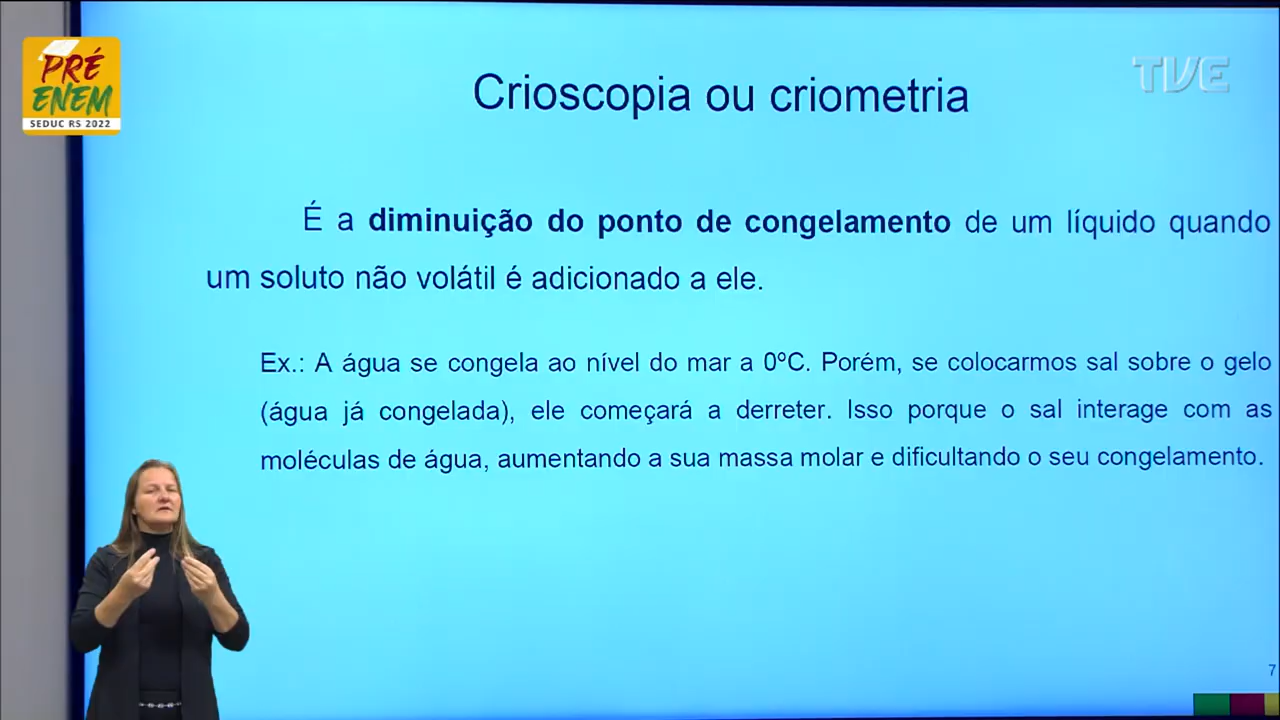 PRÉ
ENEM
SEDUC RS 2022
TVE
Crioscopia ou criometria
É a diminuição do ponto de congelamento de um líquido quando
um soluto não volátil é adicionado a ele.
Ex.: A água se congela ao nível do mar a 0ºC. Porém, se colocarmos sal sobre o gelo
(água já congelada), ele começará a derreter. Isso porque o sal interage com as
moléculas de água, aumentando a sua massa molar e dificultando o seu congelamento.
7